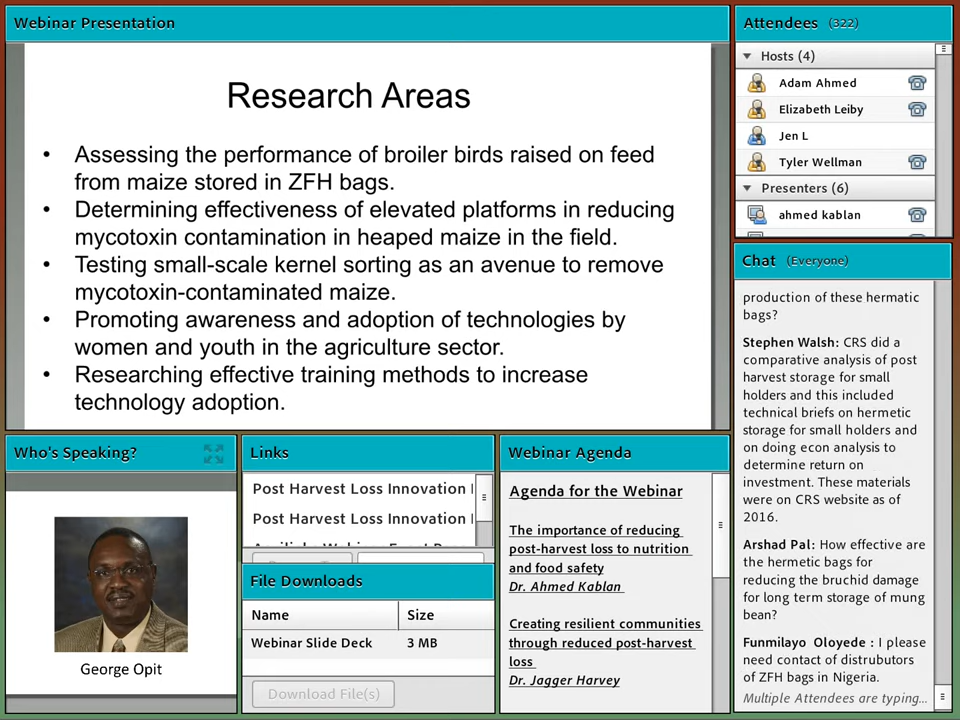 Webinar Presentation
Research Areas
• Assessing the performance of broiler birds raised on feed
from maize stored in ZFH bags.
• Determining effectiveness of elevated platforms in reducing
mycotoxin contamination in heaped maize in the field.
• Testing small-scale kernel sorting as an avenue to remove
mycotoxin-contaminated maize.
• Promoting awareness and adoption of technologies by
women and youth in the agriculture sector.
• Researching effective training methods to increase
technology adoption.
Attendees (322)
Hosts (4)
Adam Ahmed
Elizabeth Leiby
Jen L
Tyler Wellman
Presenters (6)
ahmed kablan
Chat (Everyone)
production of these hermatic
bags?
Stephen Walsh: CRS did a
comparative analysis of post
harvest storage for small
holders and this included
technical briefs on hermetic
storage for small holders and
on doing econ analysis to
determine return on
investment. These materials
were on CRS website as of
2016.
Arshad Pal: How effective are
the hermetic bags for
reducing the bruchid damage
for long term storage of mung
bean?
Funmilayo Oloyede : I please
need contact of distrubutors
of ZFH bags in Nigeria.
Multiple Attendees are typing...
Who's Speaking?
George Opit
Links
Post Harvest Loss Innovation
Post Harvest Loss Innovation
File Downloads
Name Size
Webinar Slide Deck 3 MB
Download File(s)
Webinar Agenda
Agenda for the Webinar
The importance of reducing
post-harvest loss to nutrition
and food safety
Dr. Ahmed Kablan
Creating resilient communities
through reduced post-harvest
loss
Dr. Jagger Harvey